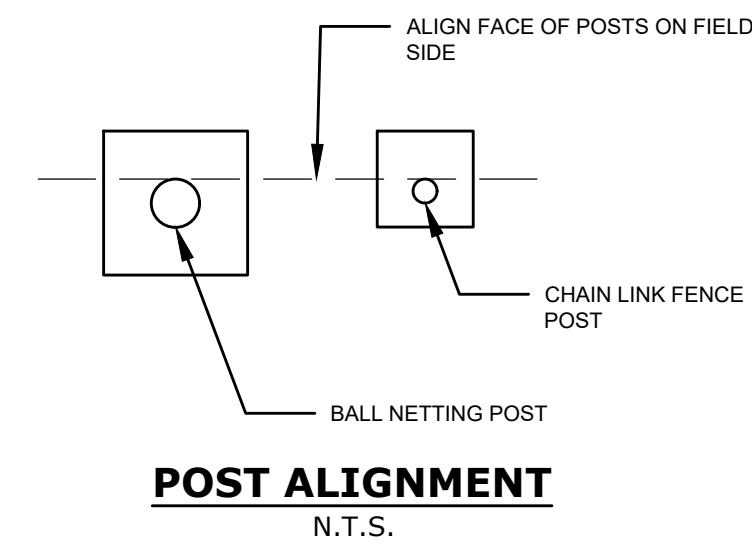 ALIGN FACE OF POSTS ON FIELD
SIDE
CHAIN LINK FENCE
POST
BALL NETTING POST
POST ALIGNMENT
N.T.S.